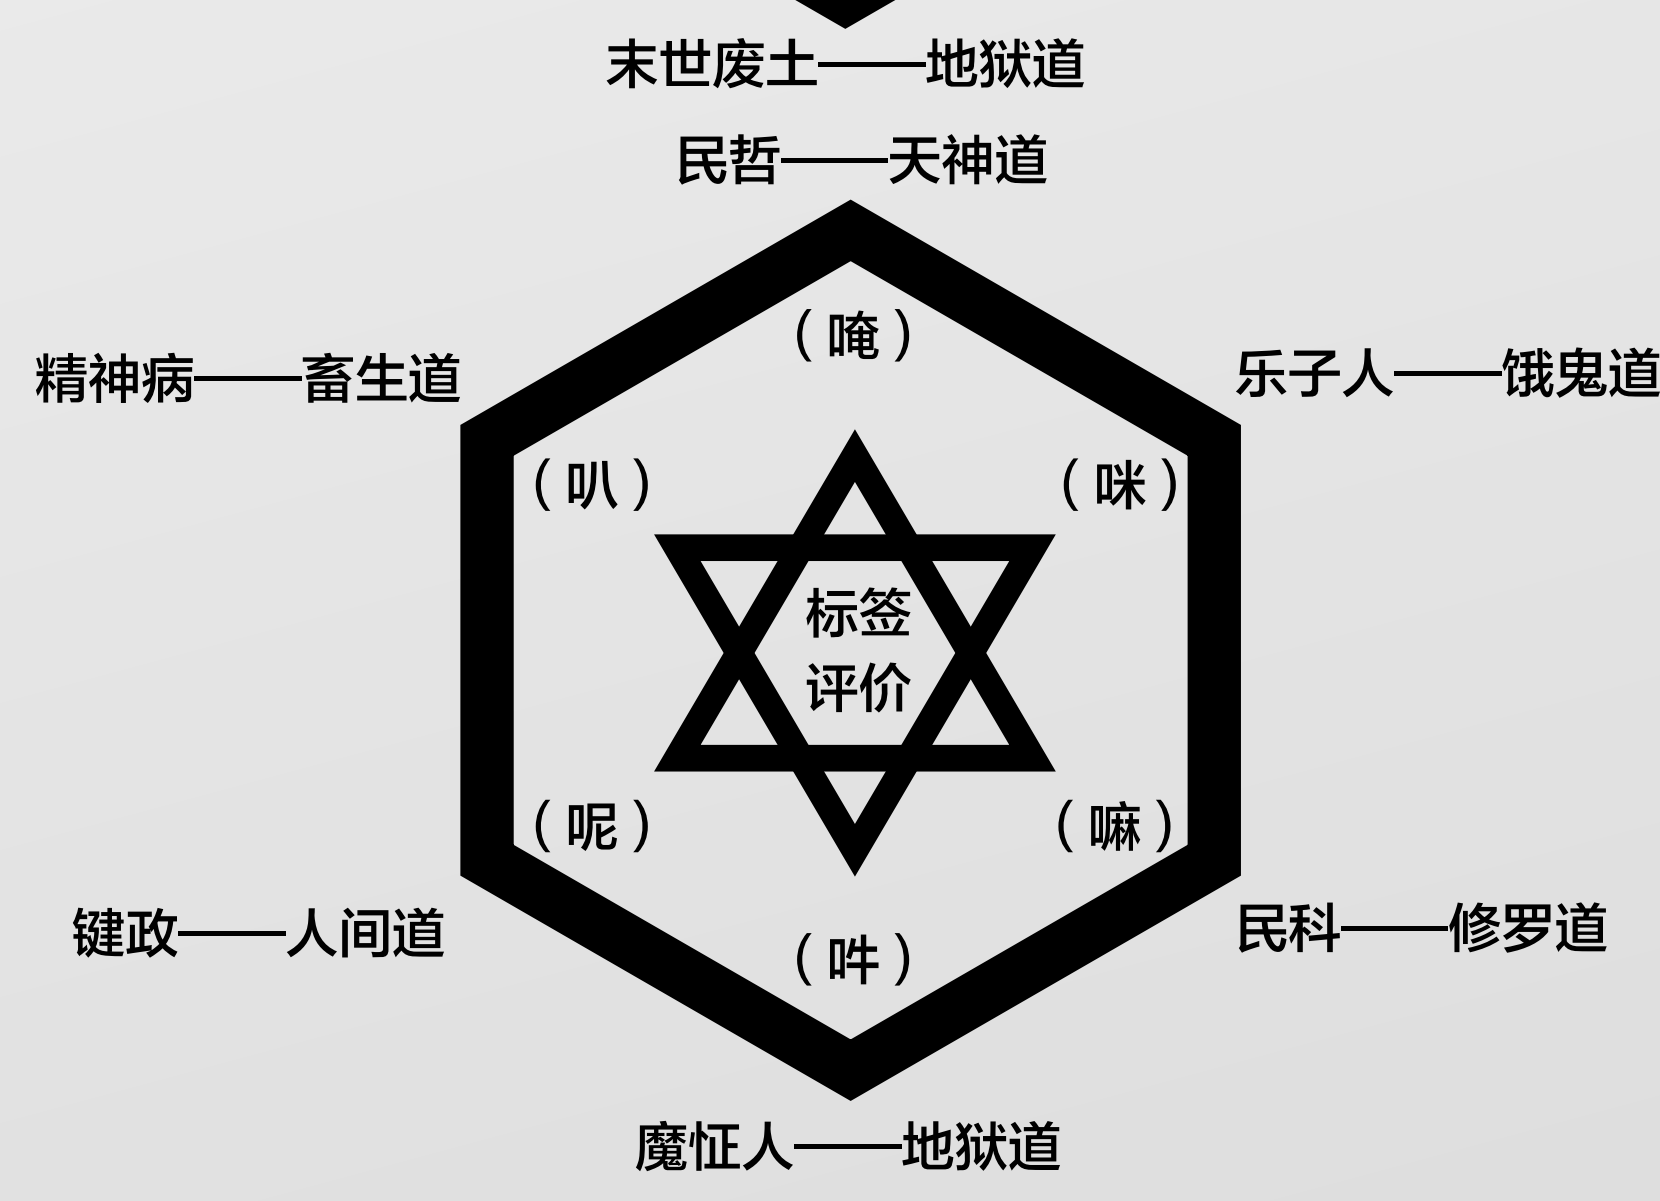 末世废土——地狱道
民哲——天神道
（唵）
精神病——畜生道
乐子人——饿鬼道
（叭）
（咪）
标签
评价
（呢）
（嘛）
键政——人间道
民科——修罗道
（吽）
魔怔人——地狱道